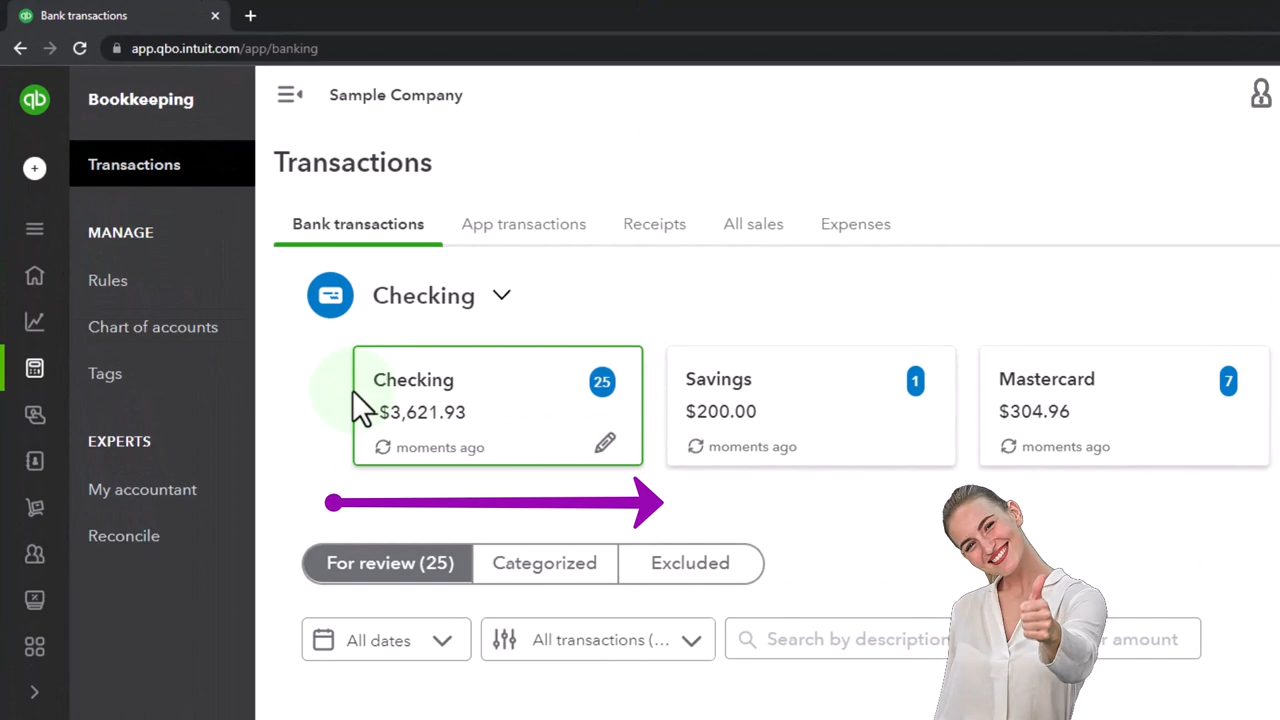 Bank transactions
app.qbo.intuit.com/app/banking
qb
Bookkeeping
Sample Company
Transactions
Transactions
Bank transactions App transactions Receipts All sales Expenses
MANAGE
Rules
Chart of accounts
Tags
EXPERTS
My accountant
Reconcile
Checking
Checking 25
-$3,621.93
moments ago
Savings 1
$200.00
moments ago
Mastercard 7
$304.96
moments ago
For review (25) Categorized Excluded
All dates All transactions (... Search by description amount